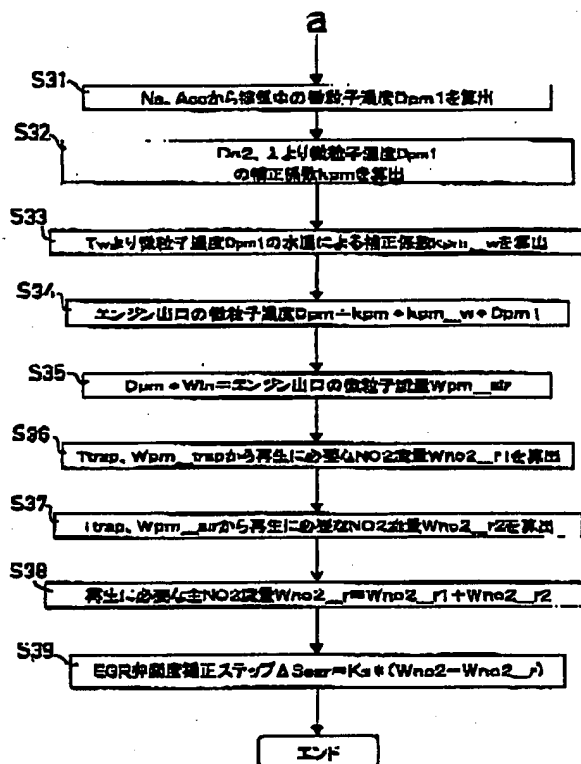 a
S31
Ne、Accから排気中の微粒子濃度Dpm1を算出
S32
Dn2、λより微粒子濃度Dpm1
の補正係数kpmを算出
S33
Twより微粒子濃度Dpm1の水温による補正係数kpm_wを算出
S34
エンジン出口の微粒子濃度Dpm=kpm*kpm_w*Dpm1
S35
Dpm*Win=エンジン出口の微粒子流量Wpm_air
S36
Ttrap、Wpm_trapから再生に必要なNO2流量Wno2_r1を算出
S37
Ttrap、Wpm_airから再生に必要なNO2流量Wno2_r2を算出
S38
再生に必要な全NO2流量Wno2_r=Wno2_r1+Wno2_r2
S39
EGR弁開度補正ステップΔSegr=Ks*(Wno2-Wno2_r)
エンド